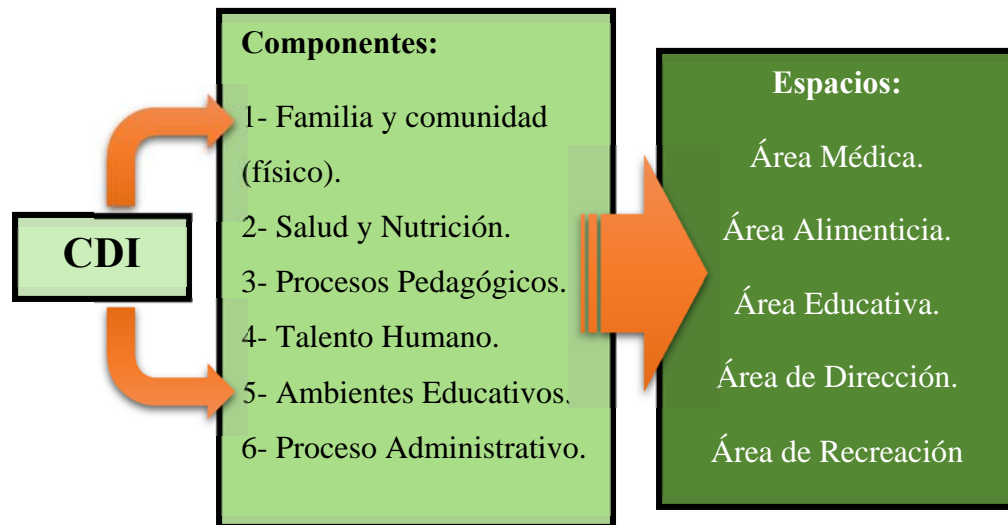 CDI
Componentes:
1- Familia y comunidad
(físico).
2- Salud y Nutrición.
3- Procesos Pedagógicos.
4- Talento Humano.
5- Ambientes Educativos.
6- Proceso Administrativo.
Espacios:
Área Médica.
Área Alimenticia.
Área Educativa.
Área de Dirección.
Área de Recreación